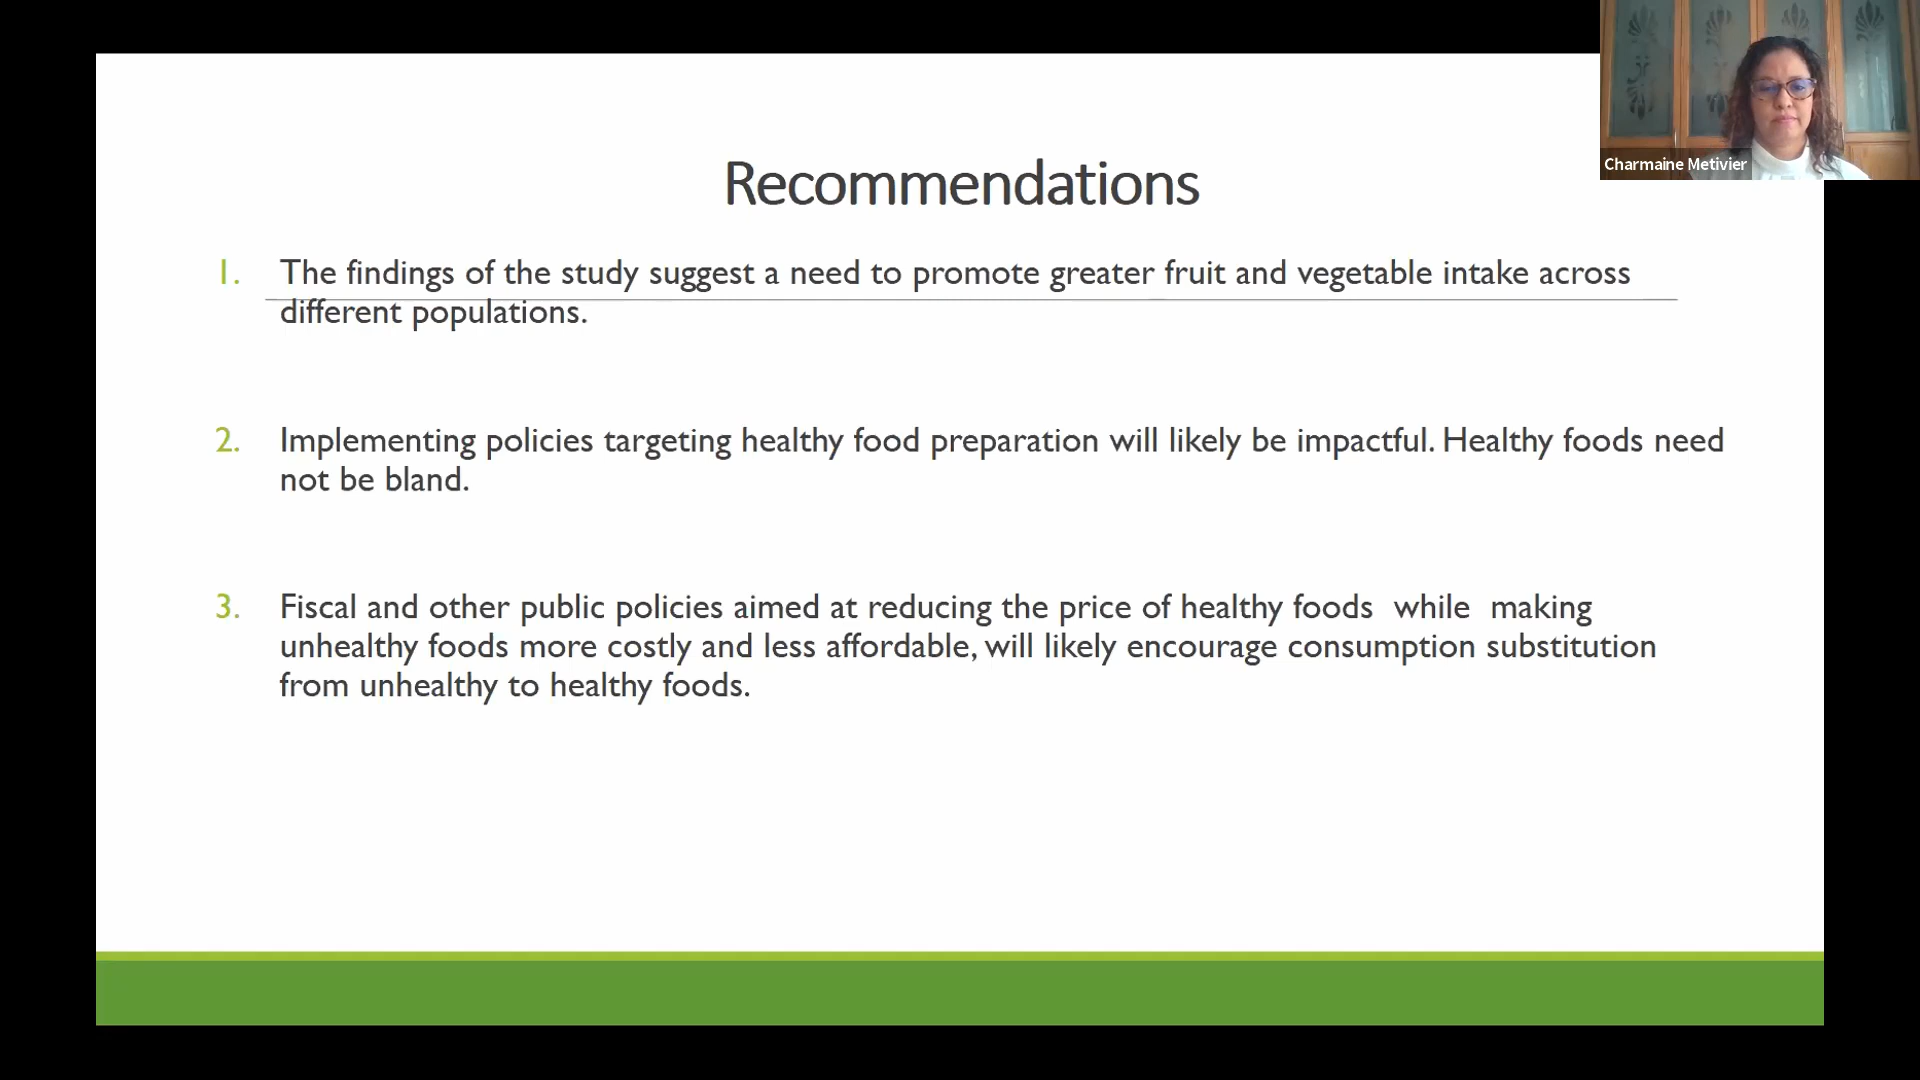 Charmaine Metivier
Recommendations
1. The findings of the study suggest a need to promote greater fruit and vegetable intake across
different populations.
2. Implementing policies targeting healthy food preparation will likely be impactful. Healthy foods need
not be bland.
3. Fiscal and other public policies aimed at reducing the price of healthy foods while making
unhealthy foods more costly and less affordable, will likely encourage consumption substitution
from unhealthy to healthy foods.